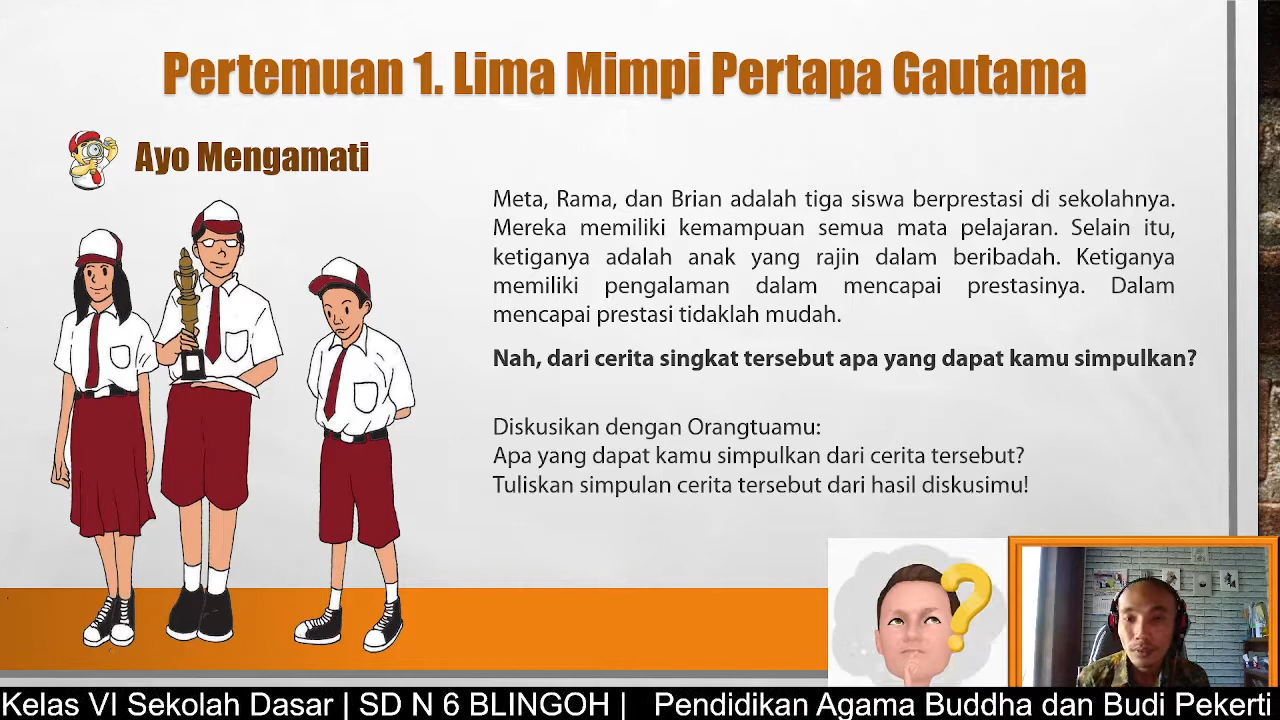 Pertemuan 1. Lima Mimpi Pertapa Gautama
Ayo Mengamati
Meta, Rama, dan Brian adalah tiga siswa berprestasi di sekolahnya.
Mereka memiliki kemampuan semua mata pelajaran. Selain itu,
ketiganya adalah anak yang rajin dalam beribadah. Ketiganya
memiliki pengalaman dalam mencapai prestasinya. Dalam
mencapai prestasi tidaklah mudah.
Nah, dari cerita singkat tersebut apa yang dapat kamu simpulkan?
Diskusikan dengan Orangtuamu:
Apa yang dapat kamu simpulkan dari cerita tersebut?
Tuliskan simpulan cerita tersebut dari hasil diskusimu!
Kelas VI Sekolah Dasar | SD N 6 BLINGOH | Pendidikan Agama Buddha dan Budi Pekerti